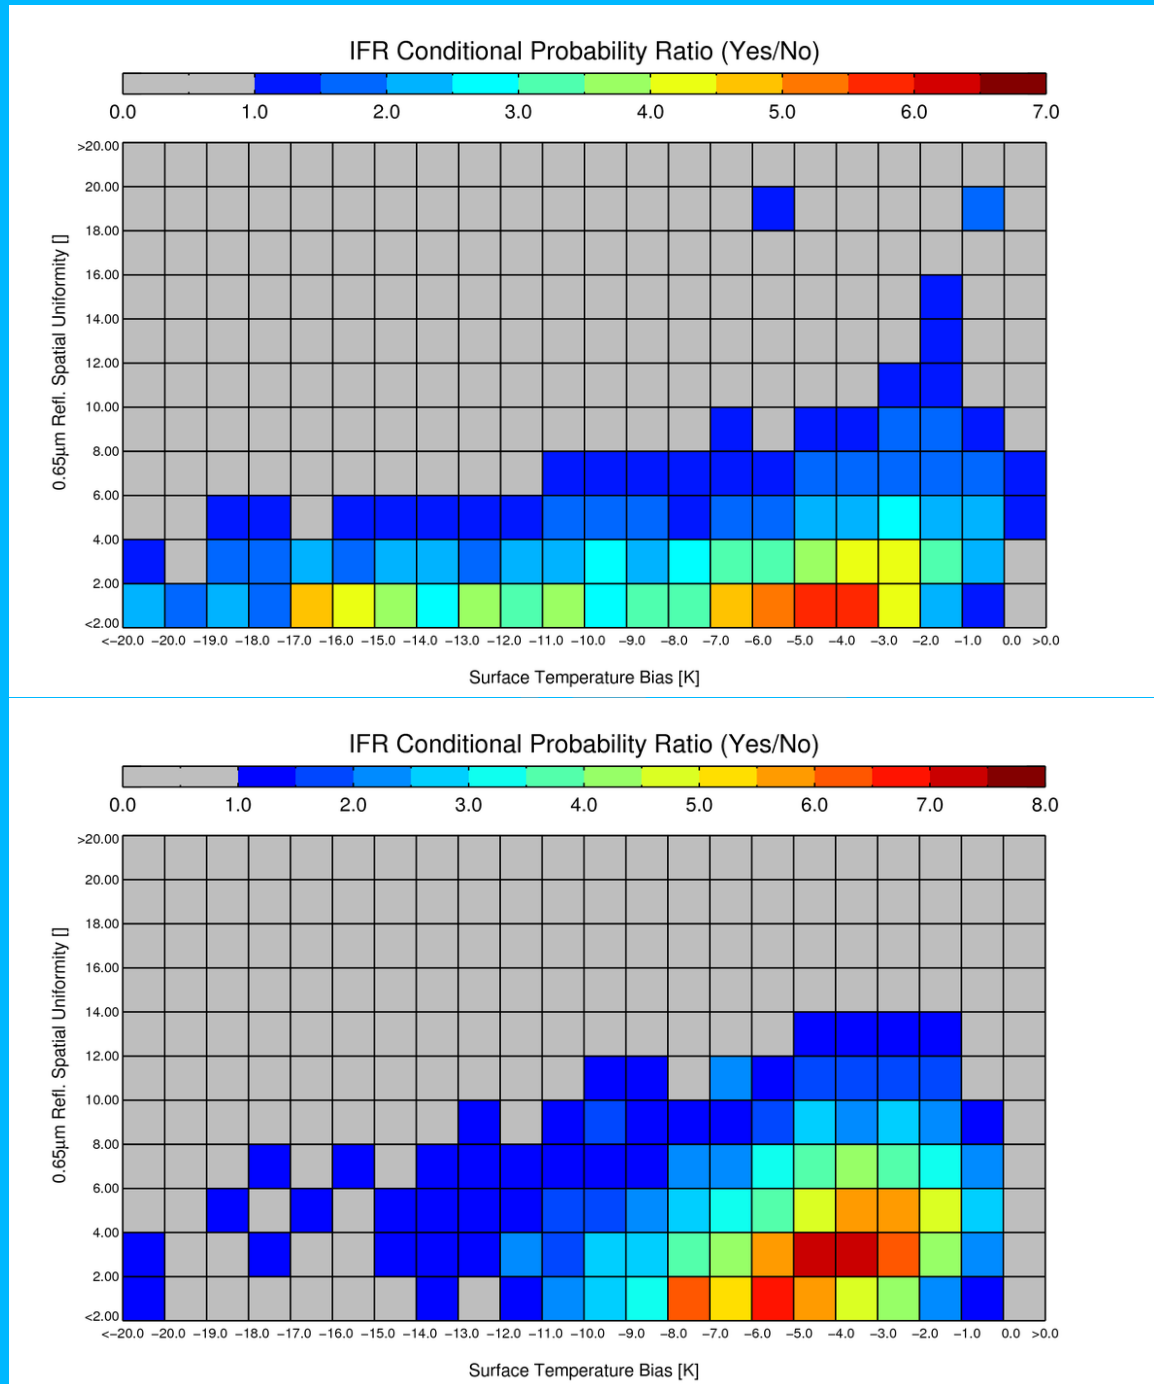 IFR Conditional Probability Ratio (Yes/No)
0.0 1.0 2.0 3.0 4.0 5.0 6.0 7.0
>20.00
20.00
18.00
16.00
14.00
12.00
10.00
8.00
6.00
4.00
2.00
<2.00
0.65µm Refl. Spatial Uniformity []
<-20.0 -20.0 -19.0 -18.0 -17.0 -16.0 -15.0 -14.0 -13.0 -12.0 -11.0 -10.0 -9.0 -8.0 -7.0 -6.0 -5.0 -4.0 -3.0 -2.0 -1.0 0.0 >0.0
Surface Temperature Bias [K]
IFR Conditional Probability Ratio (Yes/No)
0.0 1.0 2.0 3.0 4.0 5.0 6.0 7.0 8.0
>20.00
20.00
18.00
16.00
14.00
12.00
10.00
8.00
6.00
4.00
2.00
<2.00
0.65µm Refl. Spatial Uniformity []
<-20.0 -20.0 -19.0 -18.0 -17.0 -16.0 -15.0 -14.0 -13.0 -12.0 -11.0 -10.0 -9.0 -8.0 -7.0 -6.0 -5.0 -4.0 -3.0 -2.0 -1.0 0.0 >0.0
Surface Temperature Bias [K]